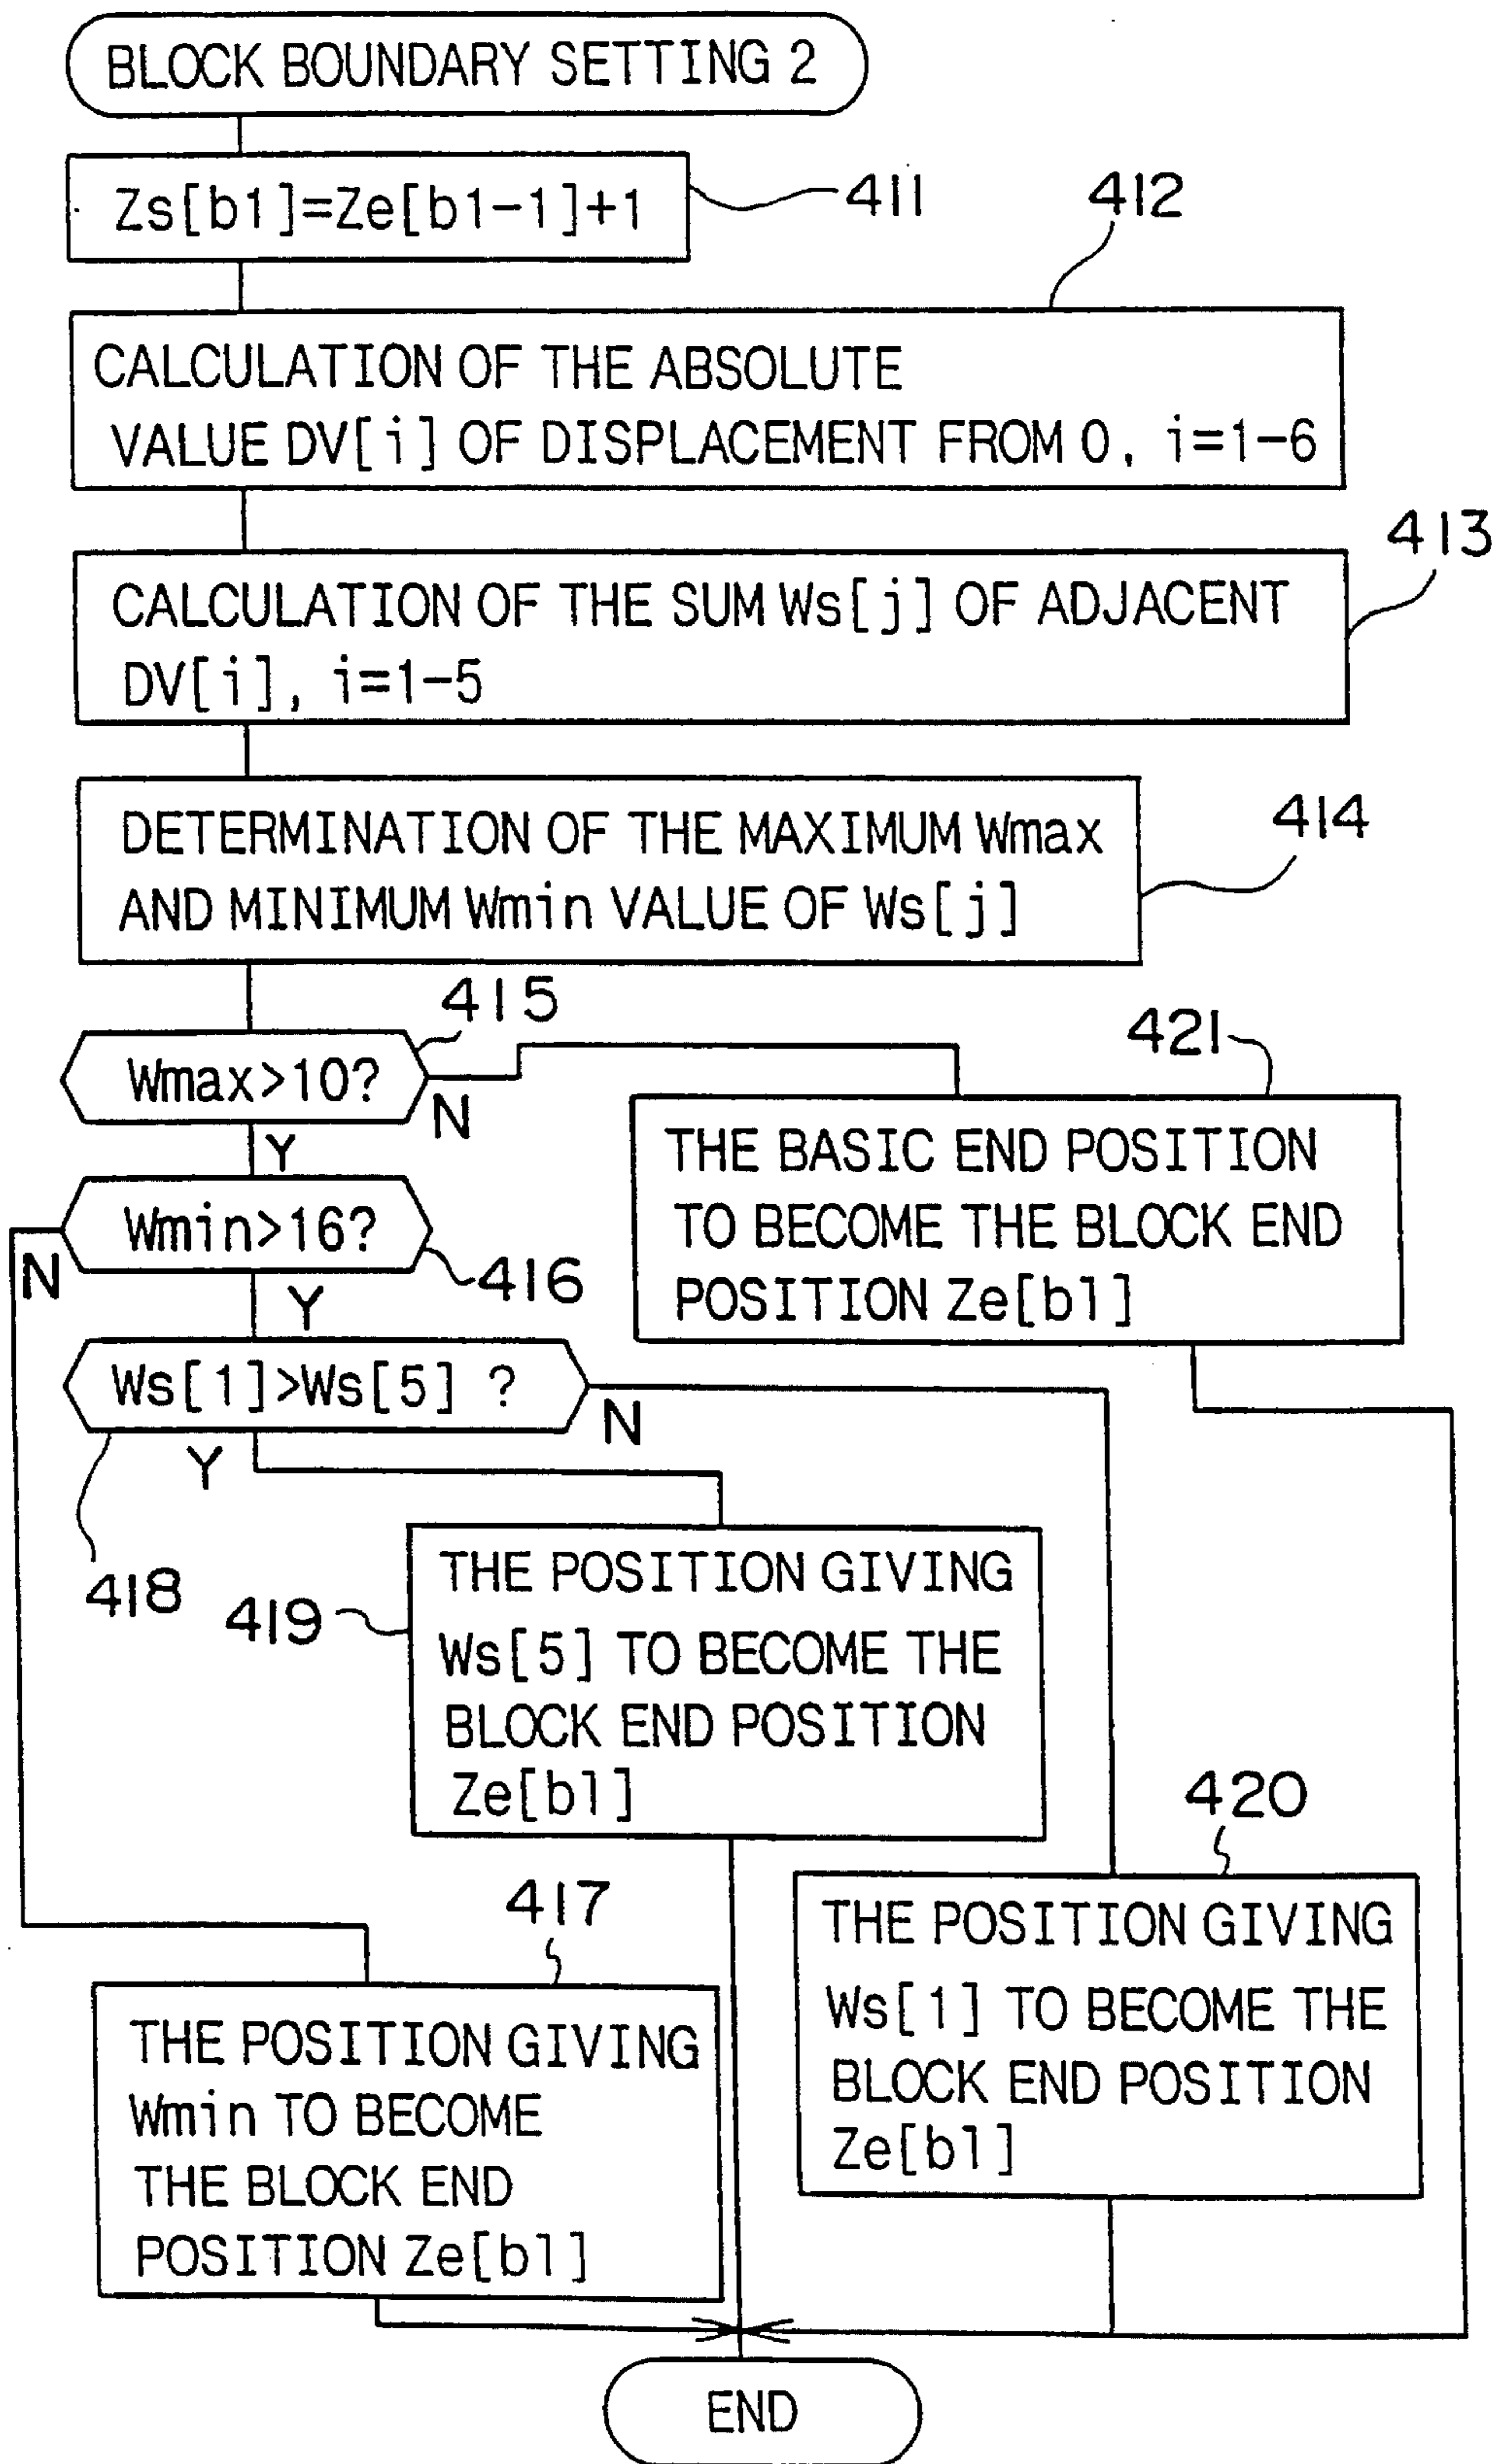 BLOCK BOUNDARY SETTING 2
Zs[b1]=Ze[b1-1]+1
411
412
CALCULATION OF THE ABSOLUTE
VALUE DV[i] OF DISPLACEMENT FROM 0, i=1-6
413
CALCULATION OF THE SUM Ws[j] OF ADJACENT
DV[i], i=1-5
DETERMINATION OF THE MAXIMUM Wmax
AND MINIMUM Wmin VALUE OF Ws[j]
414
415
Wmax>10?
N
Y
421
THE BASIC END POSITION
TO BECOME THE BLOCK END
POSITION Ze[b1]
Wmin>16?
N
416
Y
Ws[1]>Ws[5] ?
N
Y
418
419
THE POSITION GIVING
Ws[5] TO BECOME THE
BLOCK END POSITION
Ze[b1]
420
THE POSITION GIVING
Ws[1] TO BECOME THE
BLOCK END POSITION
Ze[b1]
417
THE POSITION GIVING
Wmin TO BECOME
THE BLOCK END
POSITION Ze[b1]
END